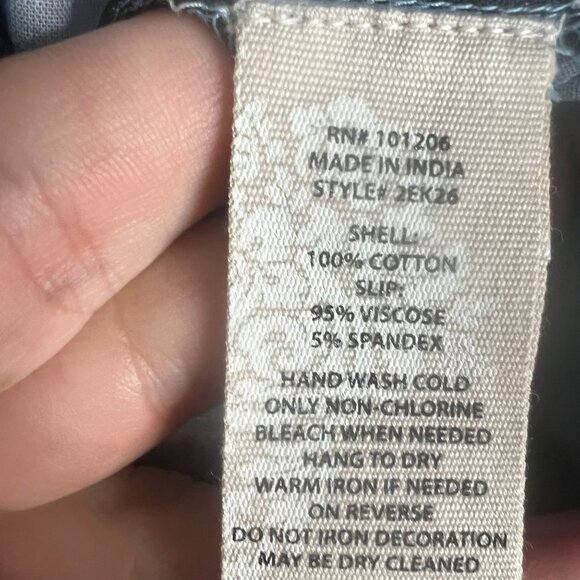 RN# 101206
MADE IN INDIA
STYLE# 2EK26
SHELL:
100% COTTON
SLIP:
95% VISCOSE
5% SPANDEX
HAND WASH COLD
ONLY NON-CHLORINE
BLEACH WHEN NEEDED
HANG TO DRY
WARM IRON IF NEEDED
ON REVERSE
DO NOT IRON DECORATION
MAY BE DRY CLEANED